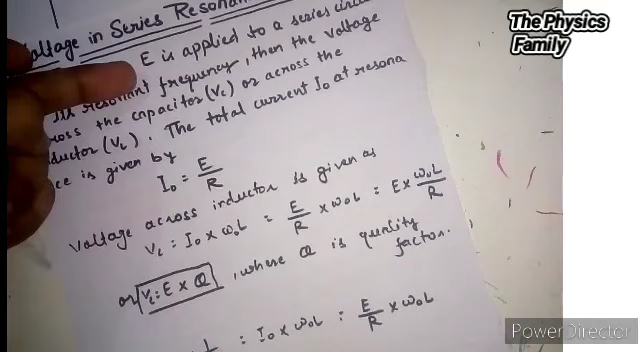 The Physics
Family
Voltage in Series Resona
E is applied to a series circu
its resonant frequency, then the voltage
ross the capacitor (Vc) or across the
ductor (VL). The total current I₀ at resona
ce is given by
I₀ = E/R
Voltage across inductor is given as
VL = I₀ × ω₀L = E/R × ω₀L = E × ω₀L/R
or VL = E × Q, where Q is quality factor.
= I₀ × ω₀L = E/R × ω₀L
PowerDirector